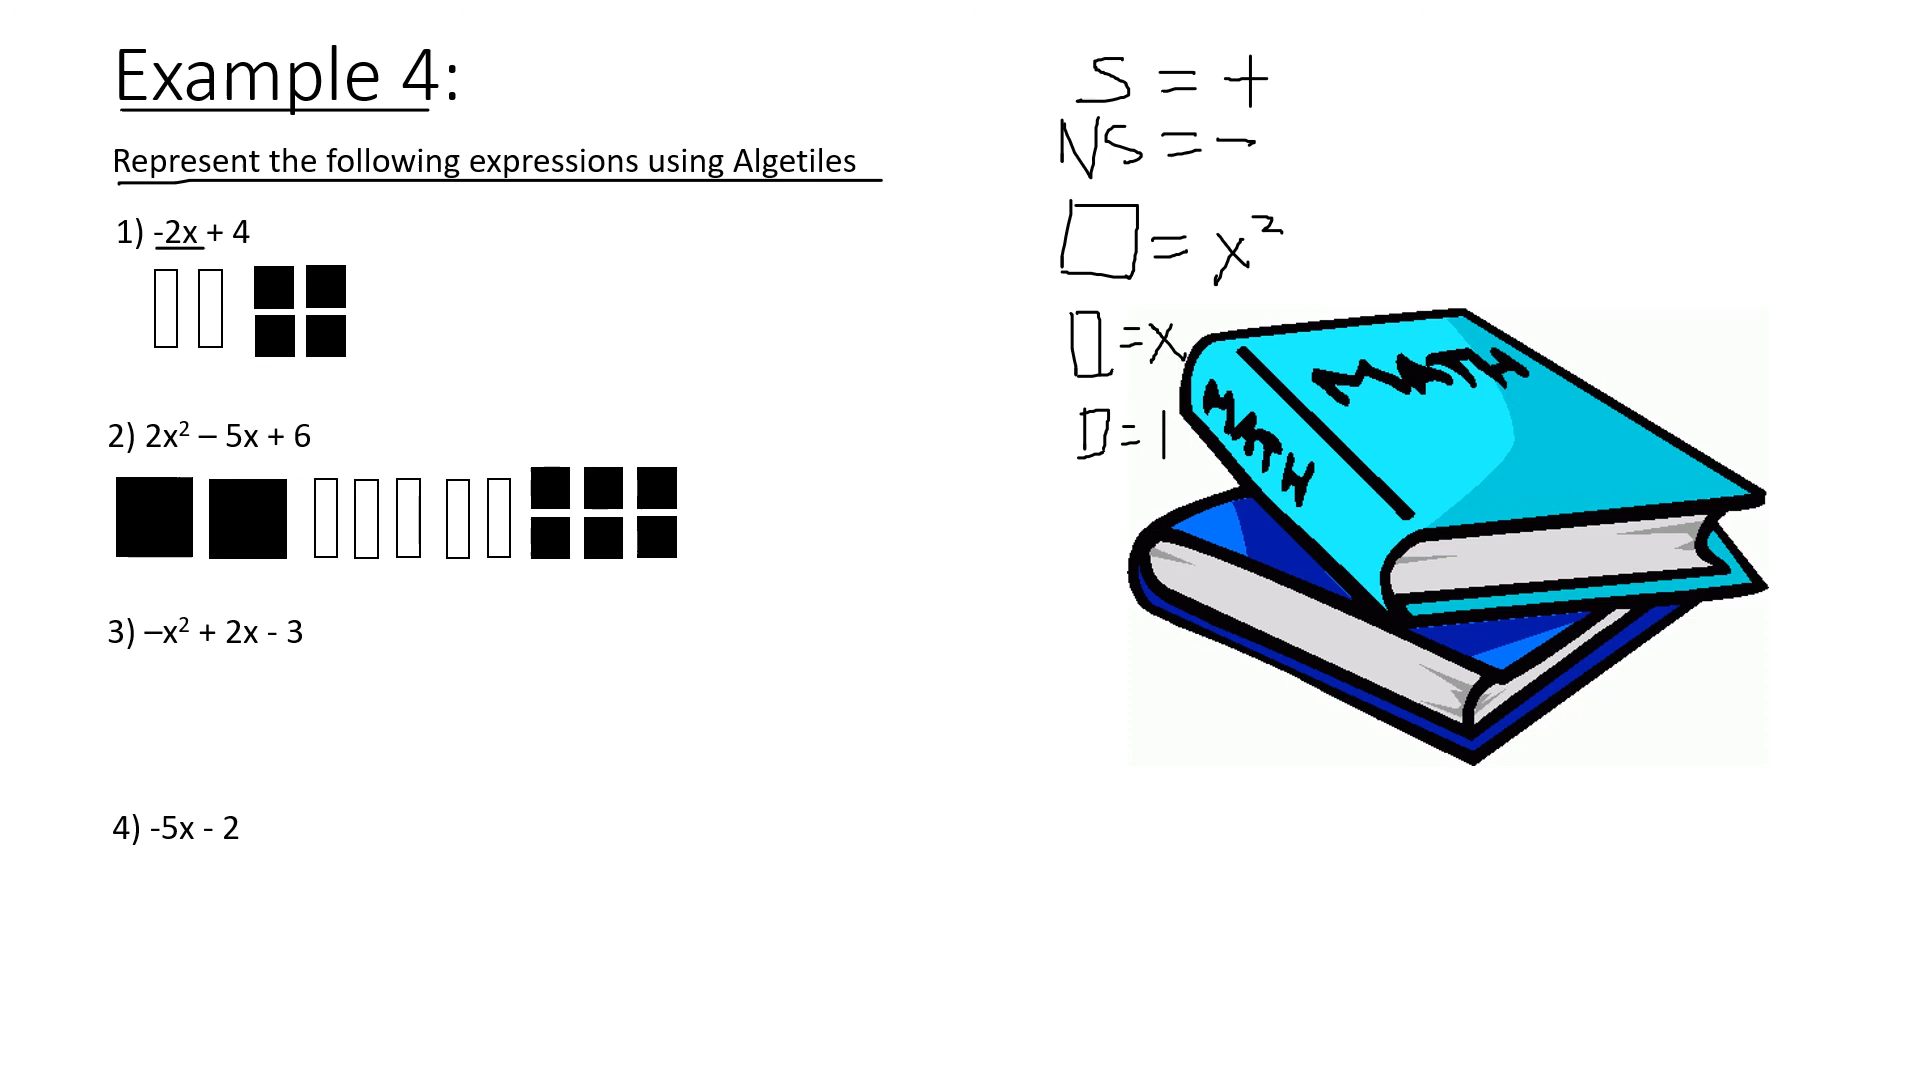 Example 4:
Represent the following expressions using Algetiles
1) -2x + 4
2) 2x² – 5x + 6
3) –x² + 2x - 3
4) -5x - 2
S = +
NS = -
□ = x²
▯ = x
□ = 1
MATH
MATH